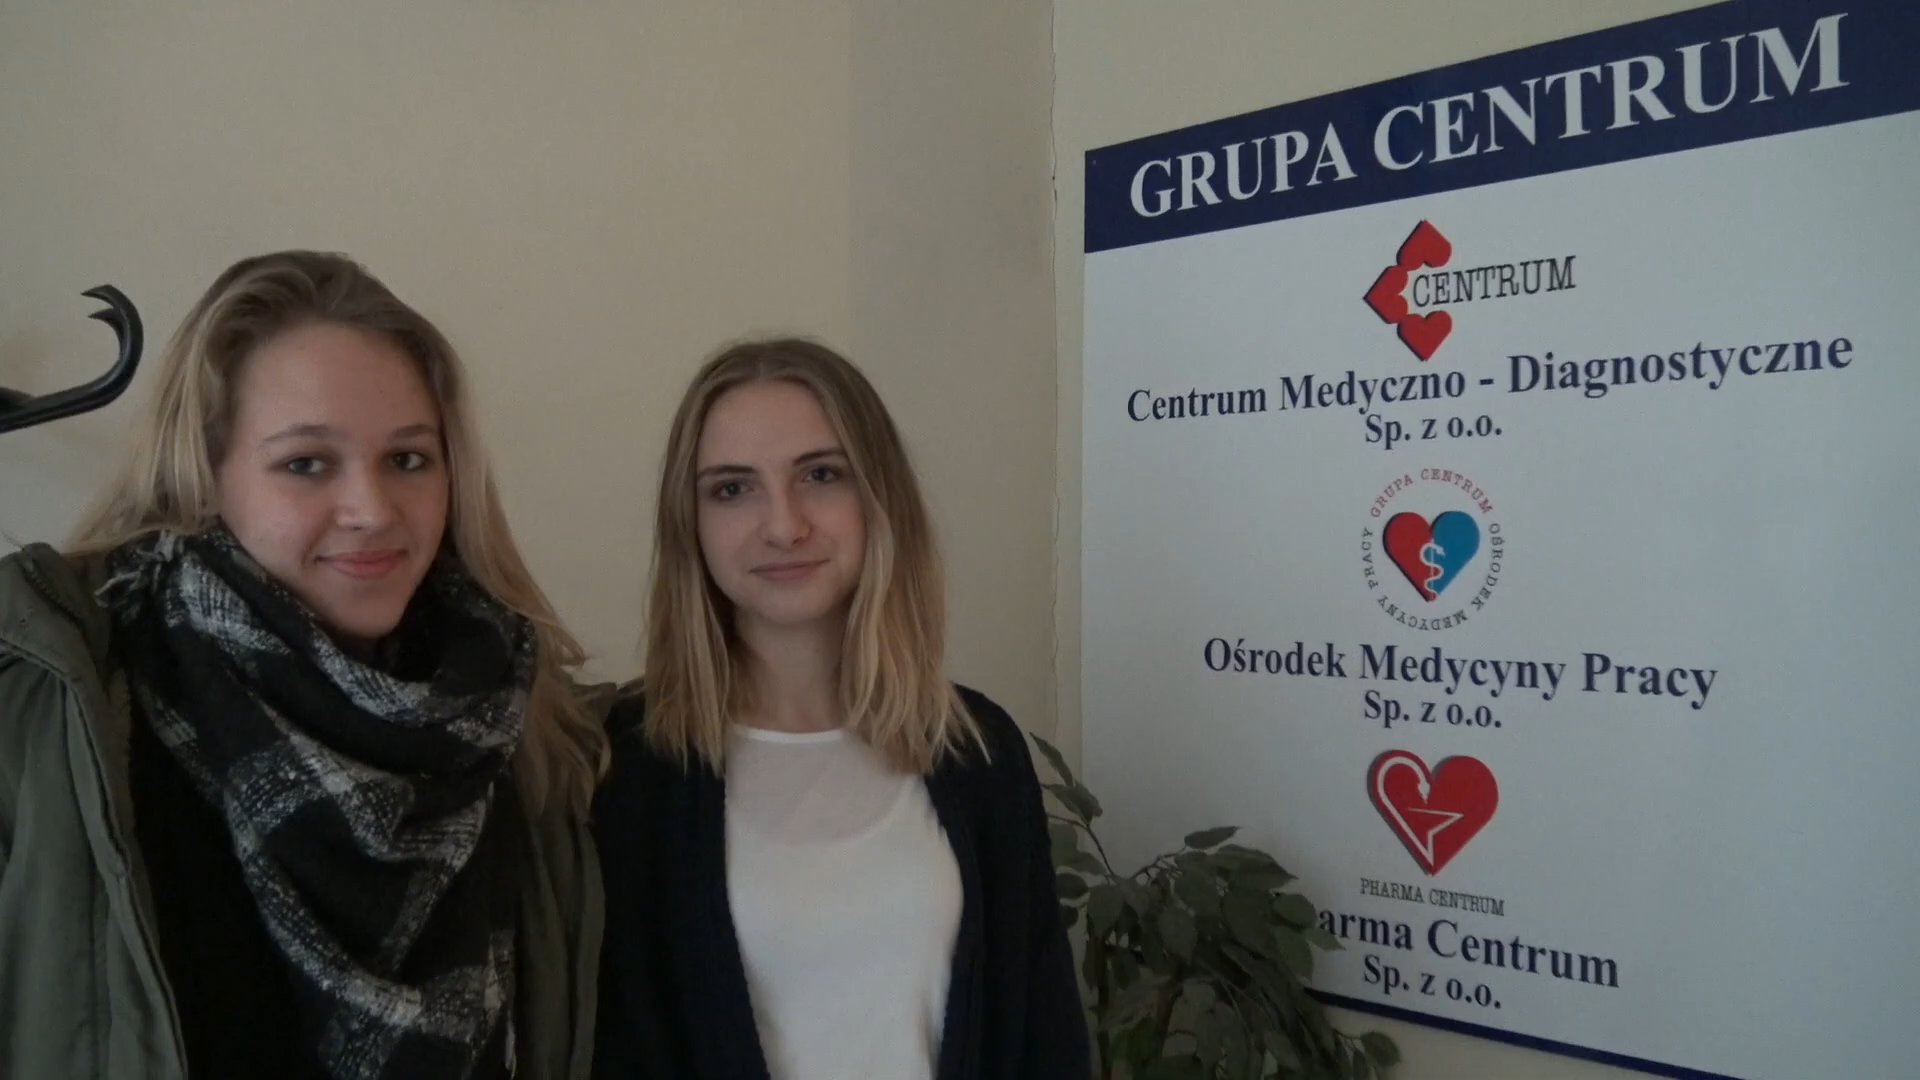 GRUPA CENTRUM
CENTRUM
Centrum Medyczno - Diagnostyczne
Sp. z o.o.
GRUPA CENTRUM OŚRODEK MEDYCYNY PRACY
Ośrodek Medycyny Pracy
Sp. z o.o.
PHARMA CENTRUM
arma Centrum
Sp. z o.o.